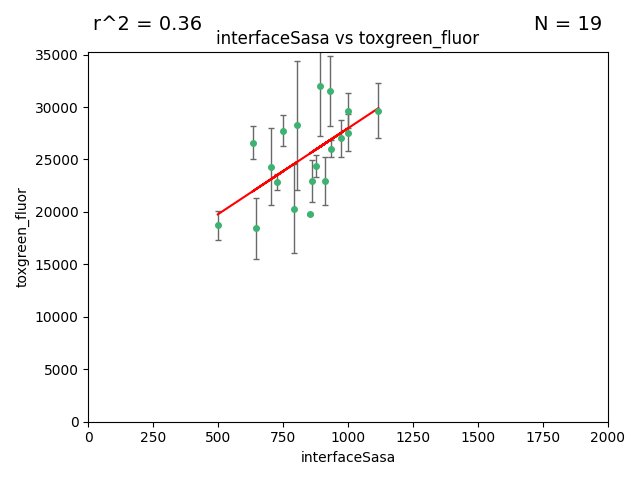 r^2 = 0.36
N = 19
interfaceSasa vs toxgreen_fluor
35000
30000
25000
20000
15000
10000
5000
0
toxgreen_fluor
0 250 500 750 1000 1250 1500 1750 2000
interfaceSasa